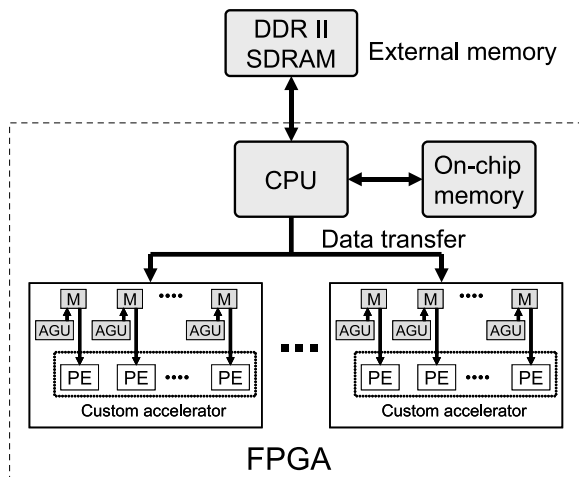 DDR II
SDRAM
External memory
CPU
On-chip
memory
Data transfer
M M •••• M
AGU AGU AGU
PE PE •••• PE
Custom accelerator
M M •••• M
AGU AGU AGU
PE PE •••• PE
Custom accelerator
FPGA